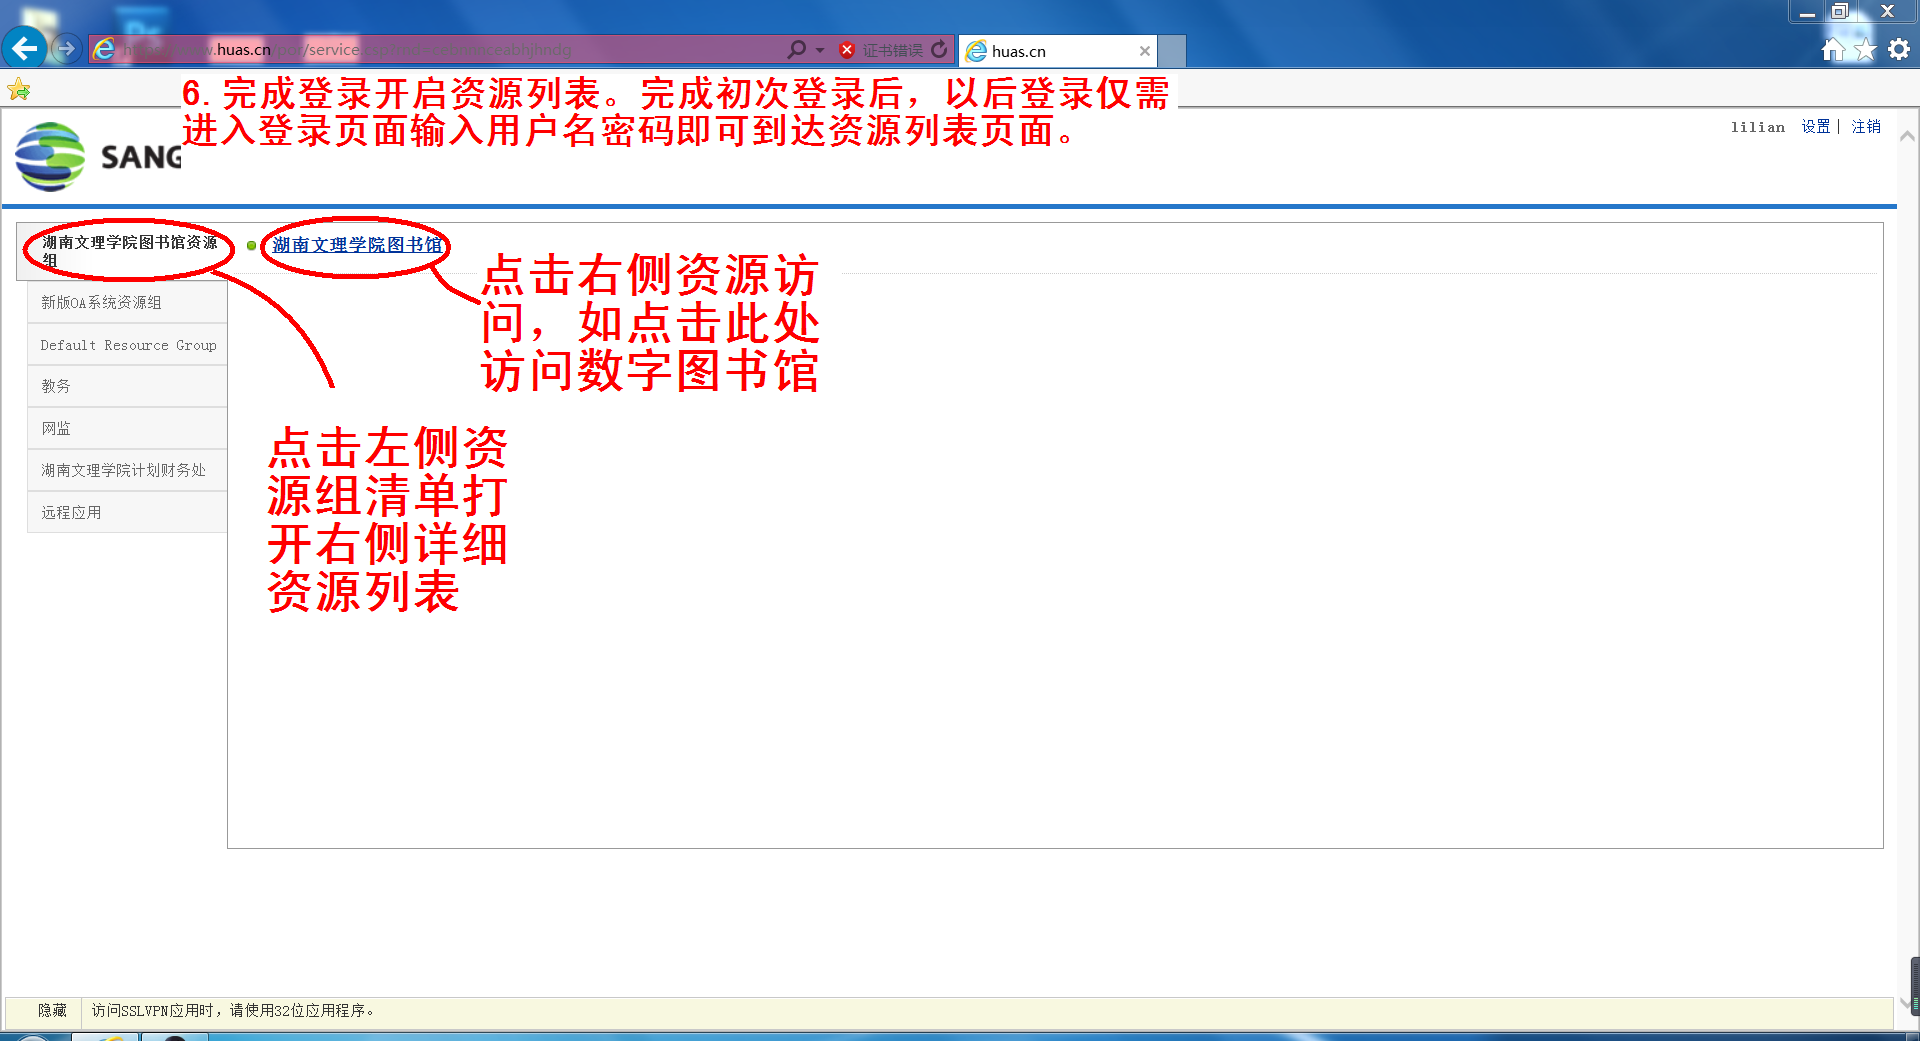 huas.cn
证书错误
huas.cn
6. 完成登录开启资源列表。完成初次登录后，以后登录仅需
进入登录页面输入用户名密码即可到达资源列表页面。
SANG
lilian 设置 | 注销
湖南文理学院图书馆资源
组
湖南文理学院图书馆
点击右侧资源访
问，如点击此处
访问数字图书馆
新版OA系统资源组
Default Resource Group
教务
网监
湖南文理学院计划财务处
远程应用
点击左侧资
源组清单打
开右侧详细
资源列表
隐藏 访问SSLVPN应用时，请使用32位应用程序。